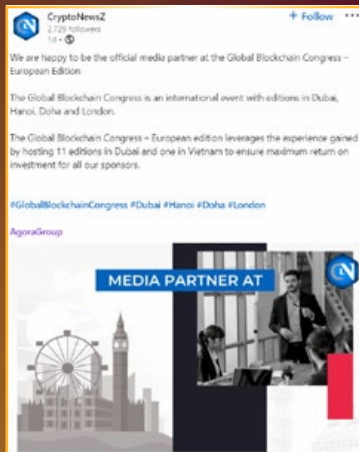 CryptoNewsZ
+ Follow ...
2,729 followers
1d •
We are happy to be the official media partner at the Global Blockchain Congress –
European Edition
The Global Blockchain Congress is an international event with editions in Dubai,
Hanoi, Doha and London.
The Global Blockchain Congress – European edition leverages the experience gained
by hosting 11 editions in Dubai and one in Vietnam to ensure maximum return on
investment for all our sponsors.
#GlobalBlockchainCongress #Dubai #Hanoi #Doha #London
AgoraGroup
MEDIA PARTNER AT